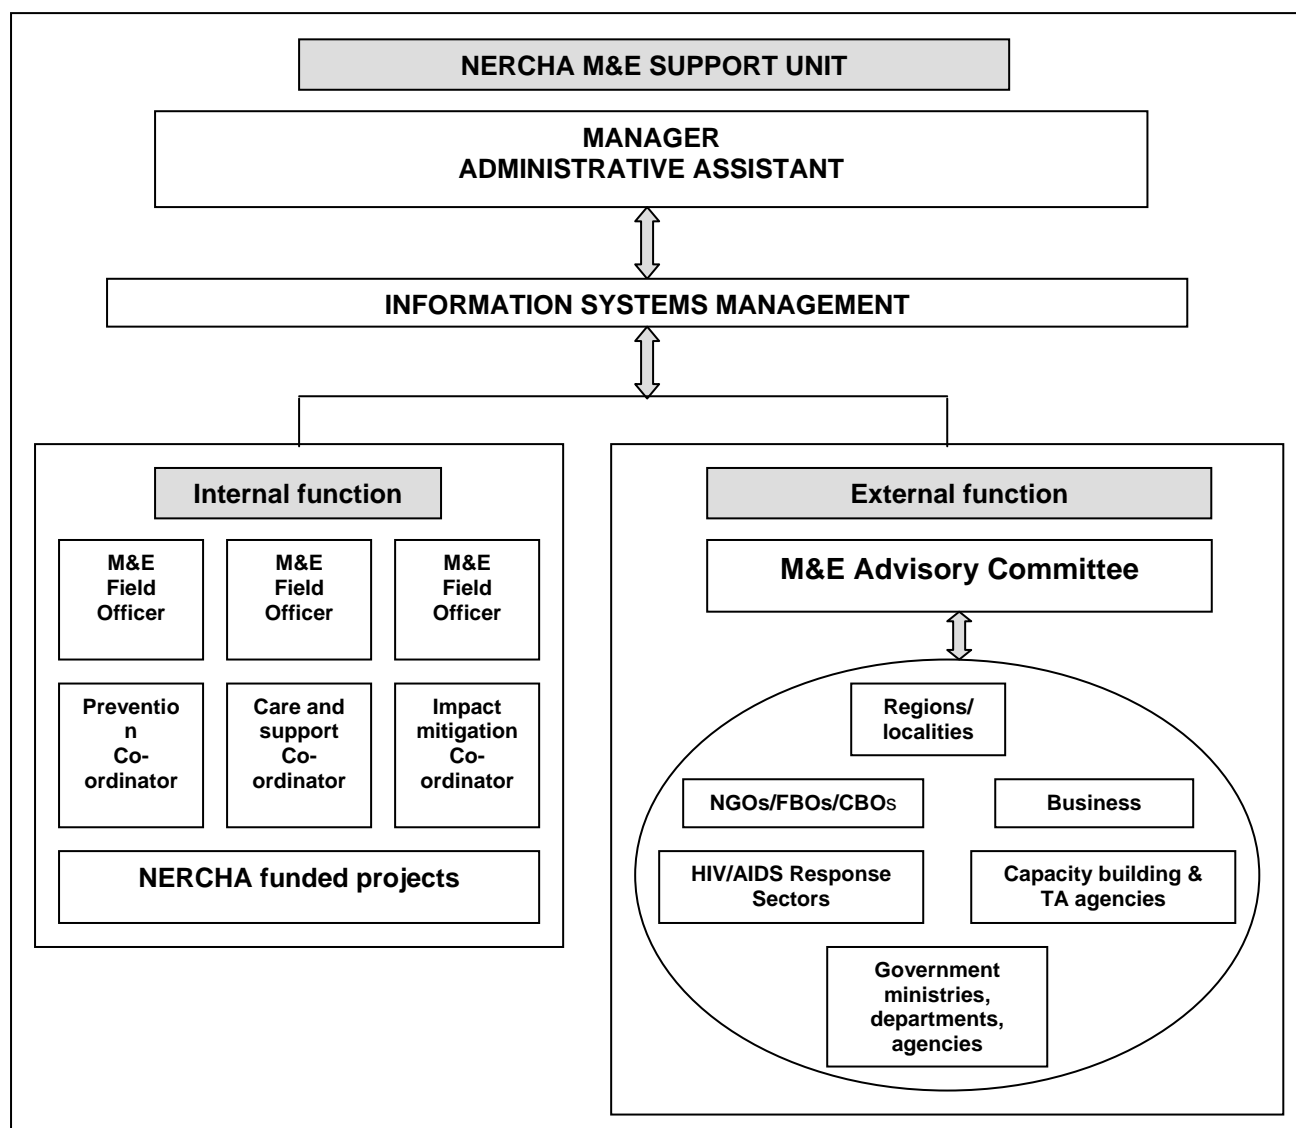 NERCHA M&E SUPPORT UNIT
MANAGER
ADMINISTRATIVE ASSISTANT
INFORMATION SYSTEMS MANAGEMENT
Internal function
M&E
Field
Officer
M&E
Field
Officer
M&E
Field
Officer
Preventio
n
Co-
ordinator
Care and
support
Co-
ordinator
Impact
mitigation
Co-
ordinator
NERCHA funded projects
External function
M&E Advisory Committee
Regions/
localities
NGOs/FBOs/CBOs
Business
HIV/AIDS Response
Sectors
Capacity building &
TA agencies
Government
ministries,
departments,
agencies